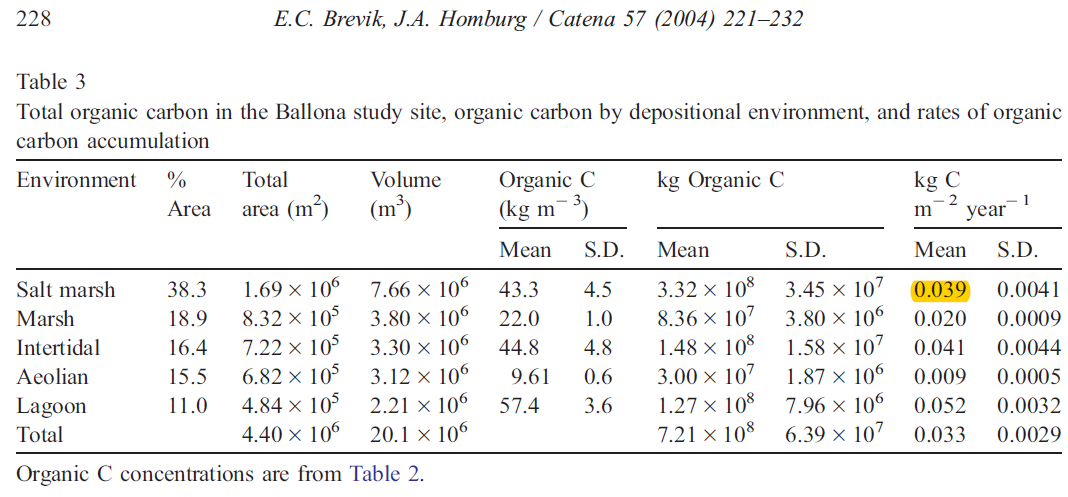 228 E.C. Brevik, J.A. Homburg / Catena 57 (2004) 221–232
Table 3
Total organic carbon in the Ballona study site, organic carbon by depositional environment, and rates of organic
carbon accumulation
Environment % Total Volume Organic C kg Organic C kg C
Area area (m²) (m³) (kg m⁻³) m⁻² year⁻¹
Mean S.D. Mean S.D. Mean S.D.
Salt marsh 38.3 1.69 × 10⁶ 7.66 × 10⁶ 43.3 4.5 3.32 × 10⁸ 3.45 × 10⁷ 0.039 0.0041
Marsh 18.9 8.32 × 10⁵ 3.80 × 10⁶ 22.0 1.0 8.36 × 10⁷ 3.80 × 10⁶ 0.020 0.0009
Intertidal 16.4 7.22 × 10⁵ 3.30 × 10⁶ 44.8 4.8 1.48 × 10⁸ 1.58 × 10⁷ 0.041 0.0044
Aeolian 15.5 6.82 × 10⁵ 3.12 × 10⁶ 9.61 0.6 3.00 × 10⁷ 1.87 × 10⁶ 0.009 0.0005
Lagoon 11.0 4.84 × 10⁵ 2.21 × 10⁶ 57.4 3.6 1.27 × 10⁸ 7.96 × 10⁶ 0.052 0.0032
Total 4.40 × 10⁶ 20.1 × 10⁶ 7.21 × 10⁸ 6.39 × 10⁷ 0.033 0.0029
Organic C concentrations are from Table 2.